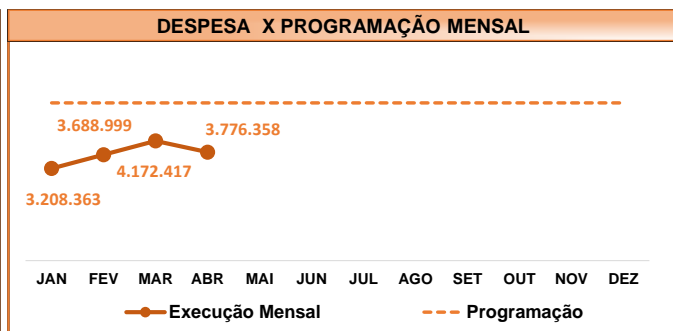 DESPESA X PROGRAMAÇÃO MENSAL
3.688.999
3.776.358
4.172.417
3.208.363
JAN FEV MAR ABR MAI JUN JUL AGO SET OUT NOV DEZ
Execução Mensal Programação